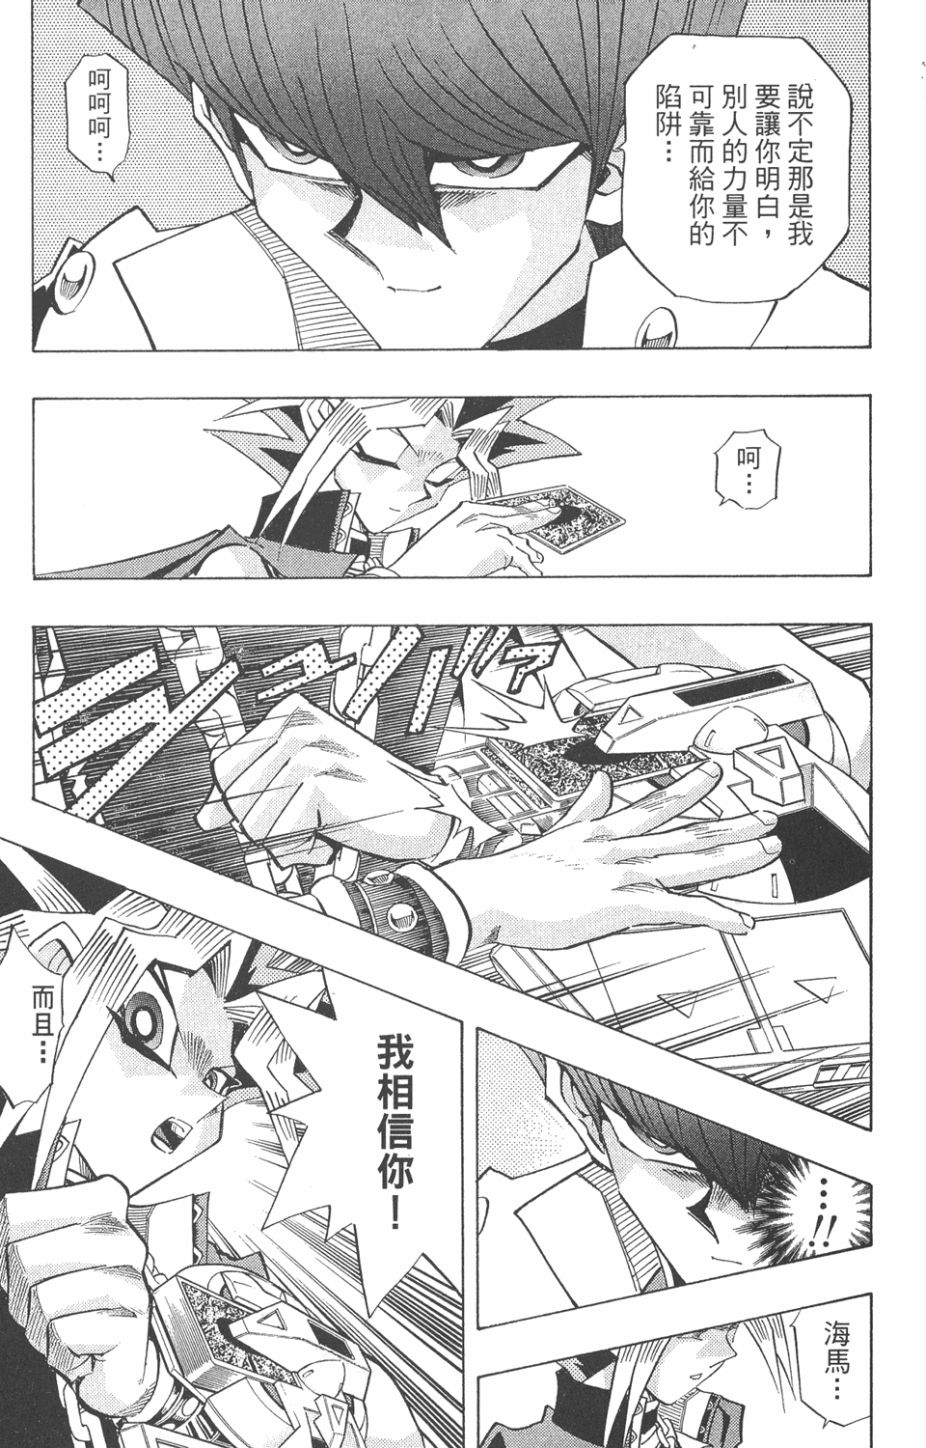 說不定那是我
要讓你明白，
別人的力量不
可靠而給你的
陷阱…
呵呵呵…
呵…
…!!
海馬…
我相信你！
而且…